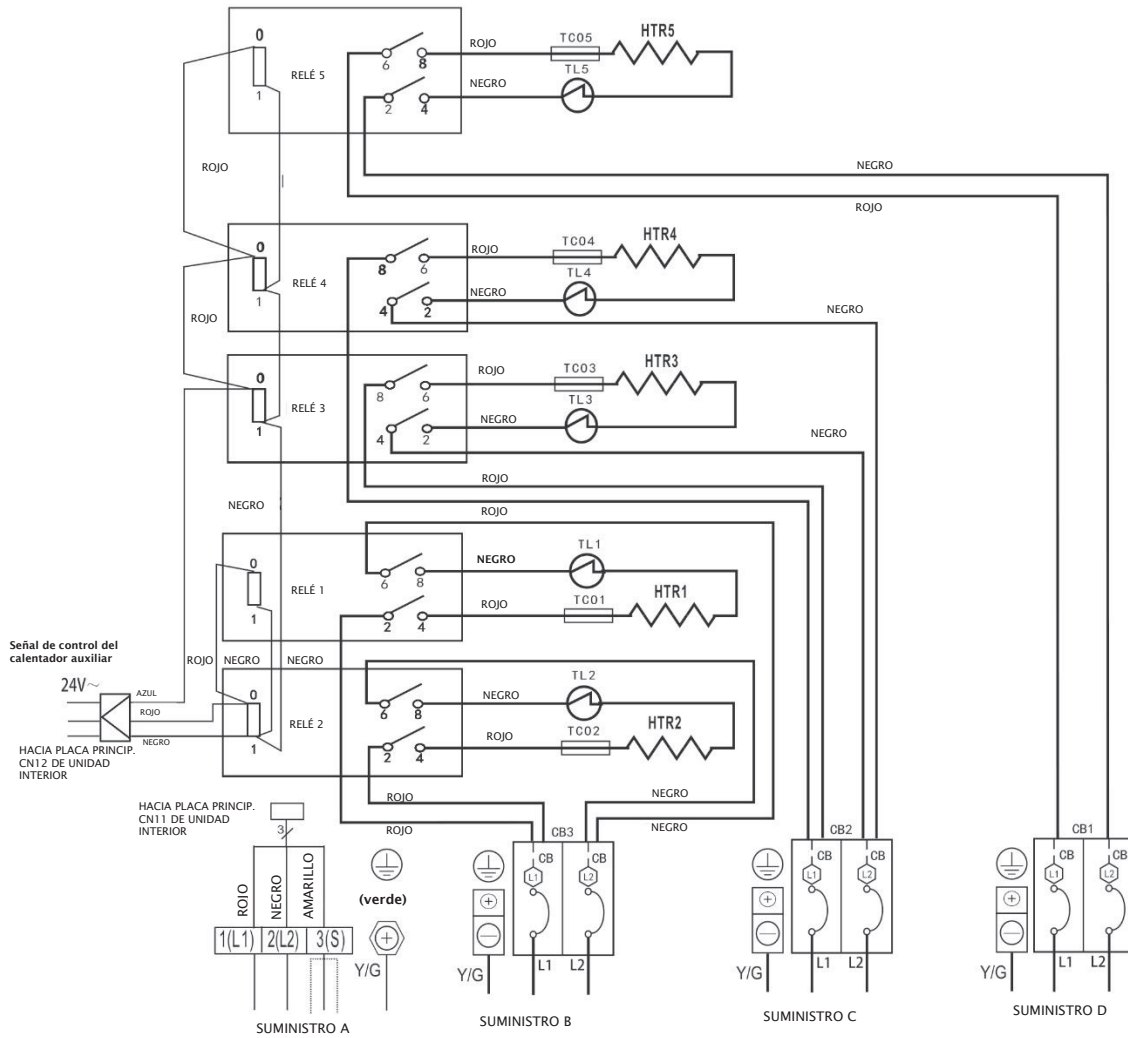 0
RELÉ 5
1
6
8
2
4
ROJO
TC05
HTR5
NEGRO
TL5
ROJO
NEGRO
ROJO
0
RELÉ 4
1
8
6
4
2
ROJO
TC04
HTR4
NEGRO
TL4
NEGRO
ROJO
0
RELÉ 3
1
8
6
4
2
ROJO
TC03
HTR3
NEGRO
TL3
NEGRO
ROJO
NEGRO
ROJO
0
RELÉ 1
1
6
8
2
4
NEGRO
TL1
ROJO
TC01
HTR1
Señal de control del
calentador auxiliar
24V~
AZUL
ROJO
NEGRO
HACIA PLACA PRINCIP.
CN12 DE UNIDAD
INTERIOR
ROJO
NEGRO
NEGRO
0
RELÉ 2
1
6
8
2
4
NEGRO
TL2
ROJO
TC02
HTR2
ROJO
NEGRO
ROJO
NEGRO
HACIA PLACA PRINCIP.
CN11 DE UNIDAD
INTERIOR
3
ROJO
NEGRO
AMARILLO
(verde)
1(L1)
2(L2)
3(S)
Y/G
SUMINISTRO A
CB3
CB
CB
L1
L2
Y/G
L1
L2
SUMINISTRO B
CB2
CB
CB
L1
L2
Y/G
L1
L2
SUMINISTRO C
CB1
CB
CB
L1
L2
Y/G
L1
L2
SUMINISTRO D